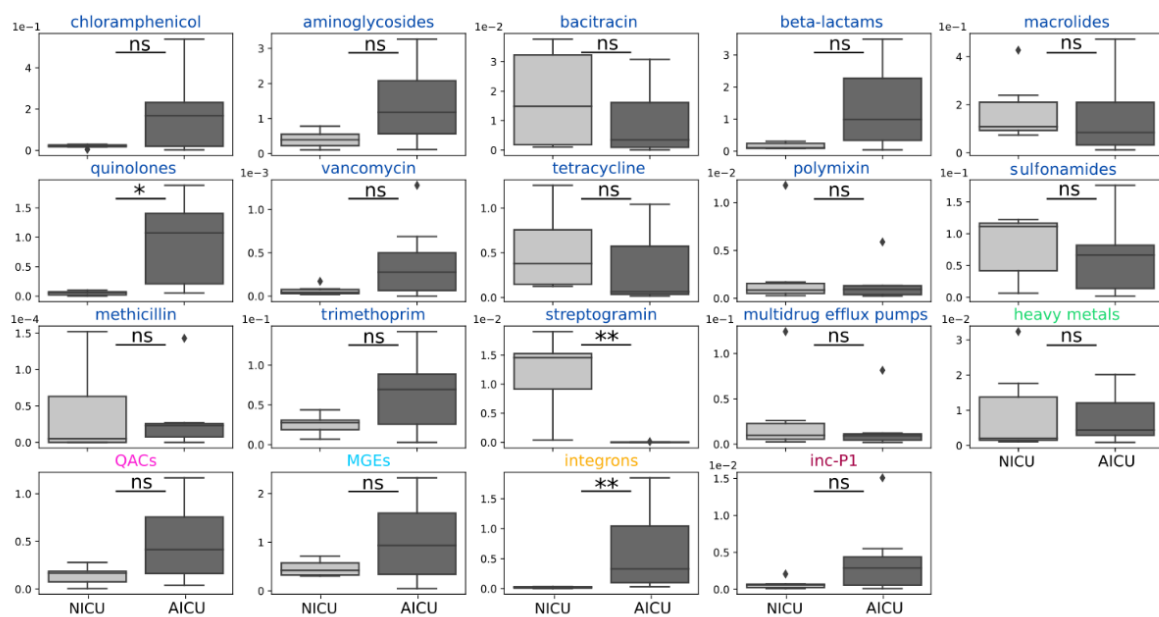 chloramphenicol aminoglycosides bacitracin beta-lactams macrolides
1e−1 1e−2 1e−1
ns ns ns ns ns
4 2 0
3 2 1 0
3 2 1 0
3 2 1 0
4 2 0
quinolones vancomycin tetracycline polymixin sulfonamides
1e−3 1e−2 1e−1
* ns ns ns ns
1.5 1.0 0.5 0.0
1.0 0.5 0.0
1.0 0.5 0.0
1.0 0.5 0.0
1.5 1.0 0.5 0.0
methicillin trimethoprim streptogramin multidrug efflux pumps heavy metals
1e−4 1e−1 1e−2 1e−1 1e−2
ns ns ** ns ns
1.5 1.0 0.5 0.0
1.0 0.5 0.0
1.5 1.0 0.5 0.0
1.0 0.5 0.0
3 2 1 0
NICU AICU
QACs MGEs integrons inc-P1
1e−2
ns ns ** ns
1.0 0.5 0.0
2 1 0
1.5 1.0 0.5 0.0
1.5 1.0 0.5 0.0
NICU AICU NICU AICU NICU AICU NICU AICU